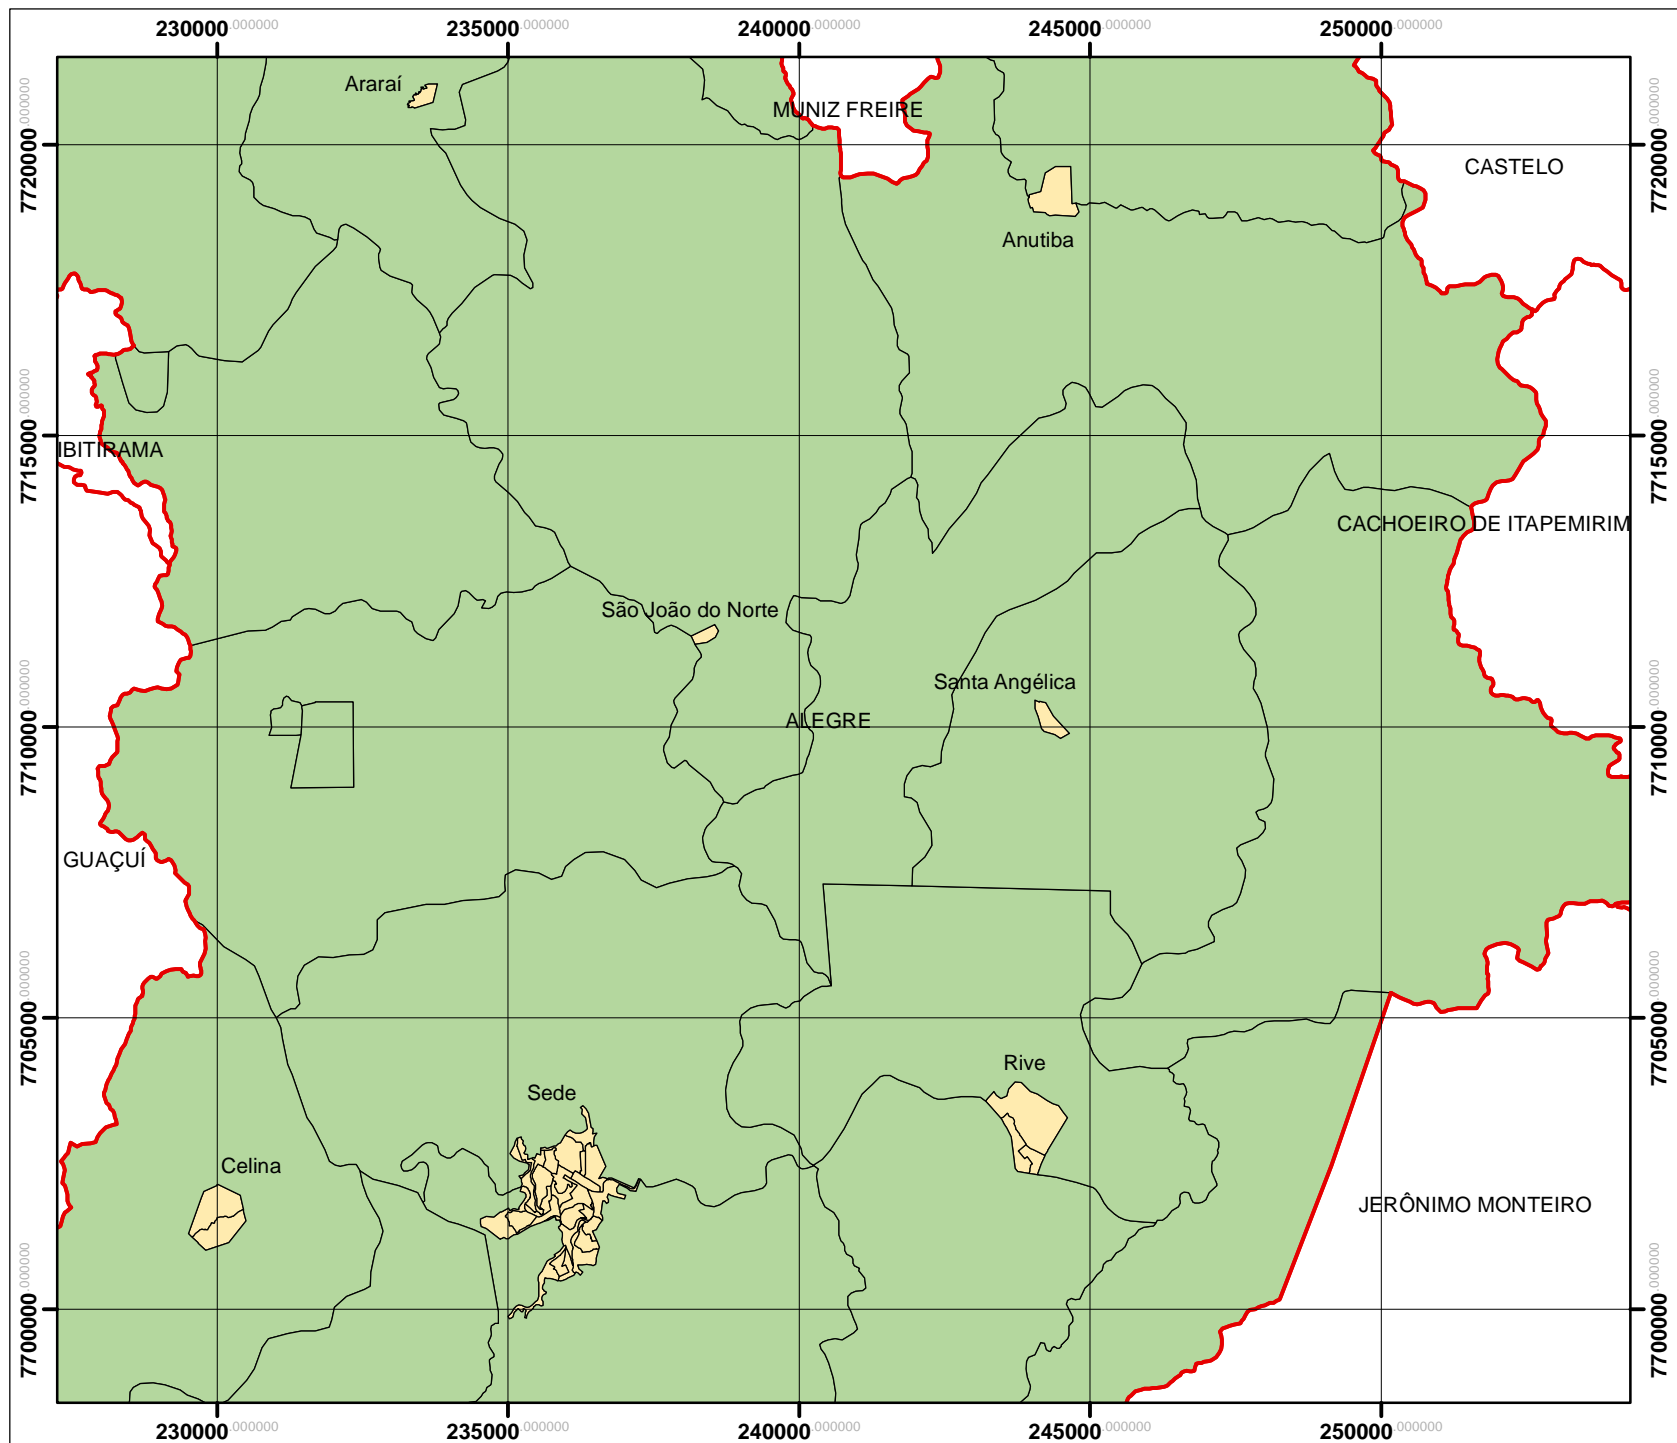 230000.000000 235000.000000 240000.000000 245000.000000 250000.000000
Araraí
MUNIZ FREIRE
7720000.000000
7720000.000000
CASTELO
Anutiba
7715000.000000
7715000.000000
IBITIRAMA
CACHOEIRO DE ITAPEMIRIM
São João do Norte
Santa Angélica
7710000.000000
ALEGRE
7710000.000000
GUAÇUÍ
7705000.000000
7705000.000000
Rive
Sede
Celina
JERÔNIMO MONTEIRO
7700000.000000
7700000.000000
230000.000000 235000.000000 240000.000000 245000.000000 250000.000000